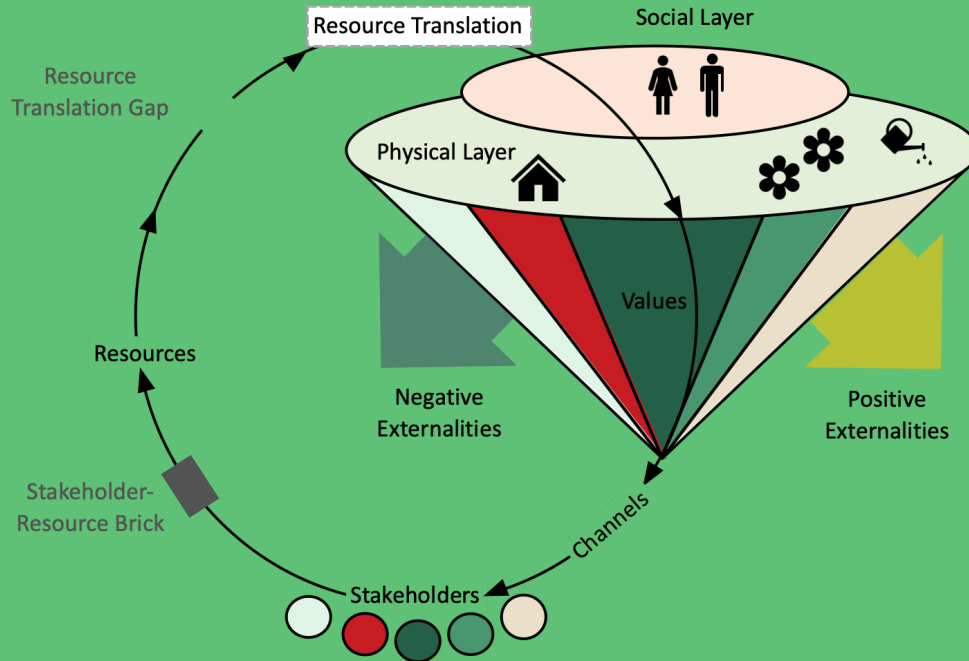 Resource Translation
Social Layer
Resource
Translation Gap
Physical Layer
Values
Resources
Negative
Externalities
Positive
Externalities
Stakeholder-
Resource Brick
Channels
Stakeholders